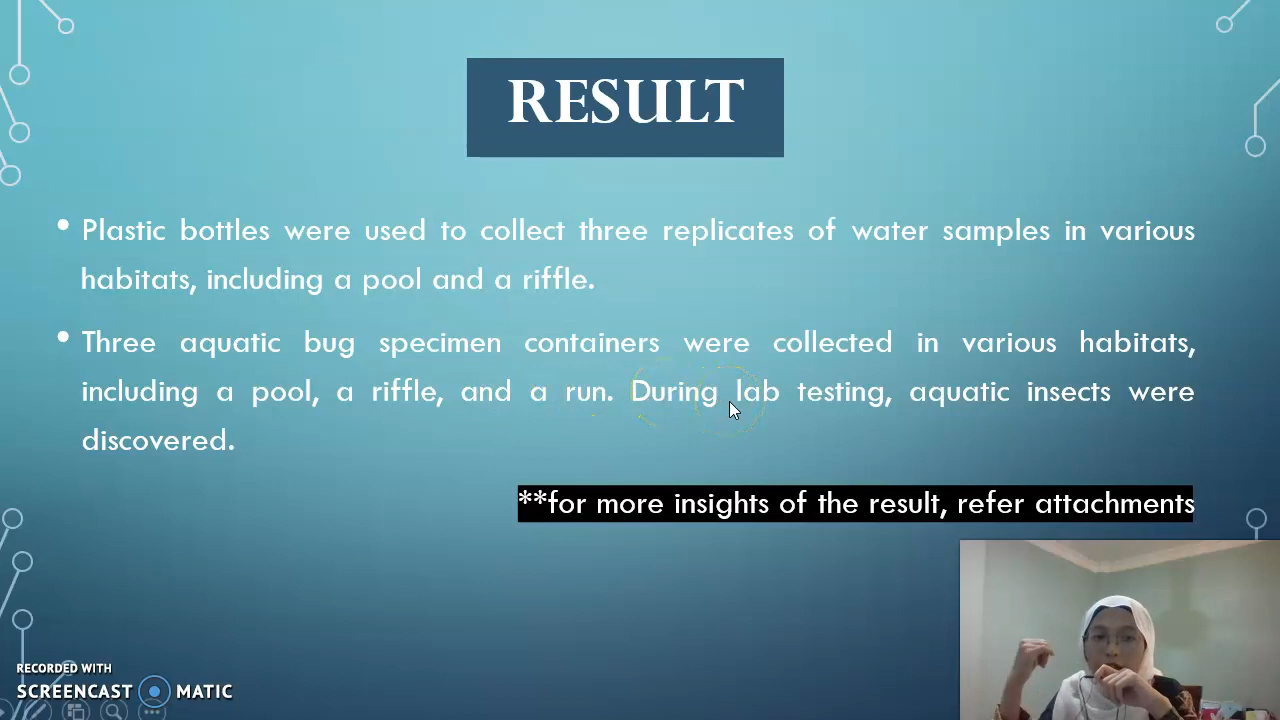 RESULT
• Plastic bottles were used to collect three replicates of water samples in various
habitats, including a pool and a riffle.
• Three aquatic bug specimen containers were collected in various habitats,
including a pool, a riffle, and a run. During lab testing, aquatic insects were
discovered.
**for more insights of the result, refer attachments
RECORDED WITH
SCREENCAST MATIC